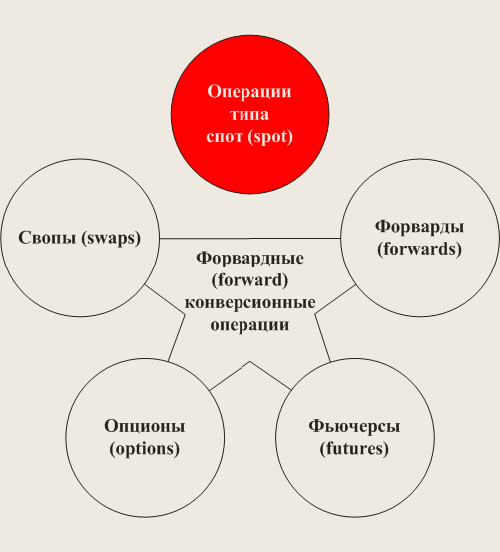 Операции
типа
спот (spot)
Свопы (swaps)
Форварды
(forwards)
Форвардные
(forward)
конверсионные
операции
Опционы
(options)
Фьючерсы
(futures)